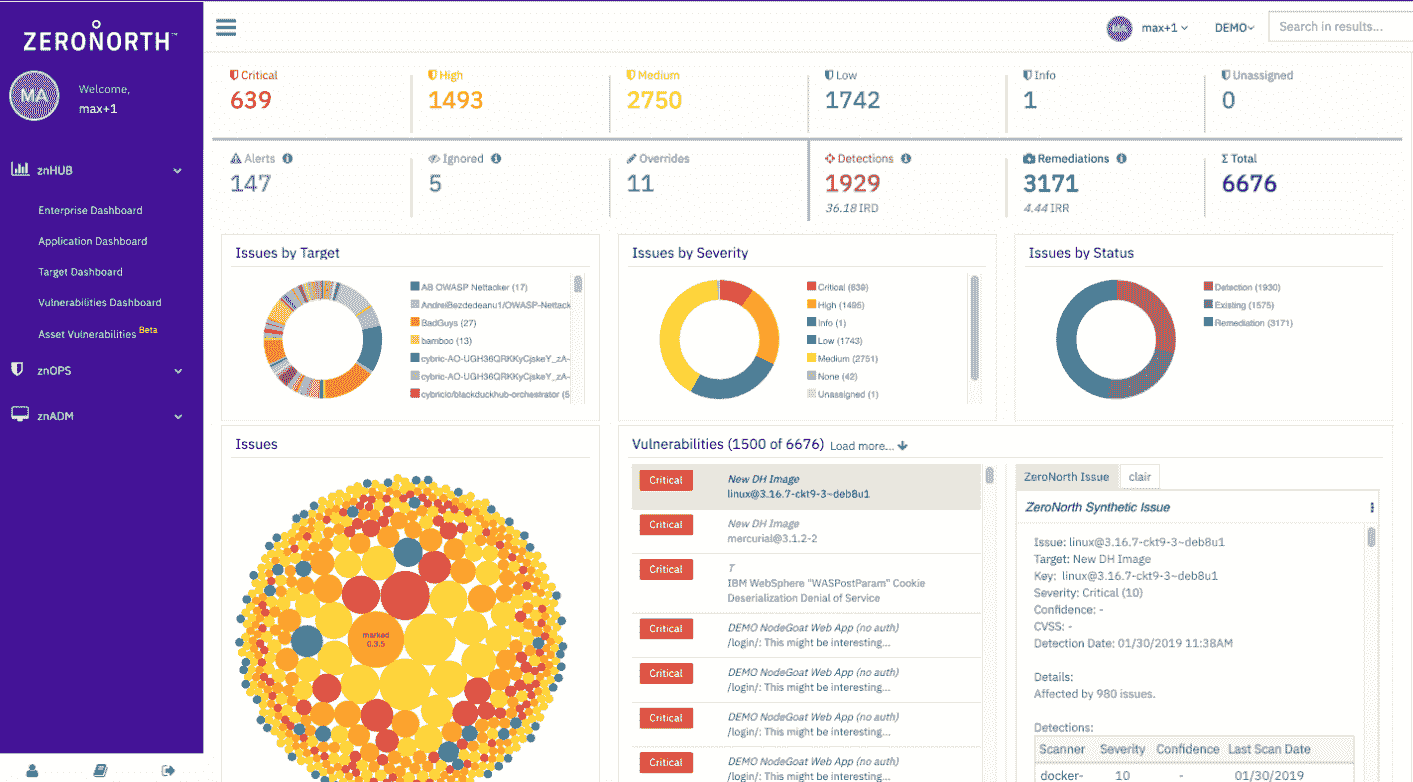 ZERONORTH™
MA
Welcome,
max+1
znHUB
Enterprise Dashboard
Application Dashboard
Target Dashboard
Vulnerabilities Dashboard
Asset Vulnerabilities Beta
znOPS
znADM
max+1
DEMO
Search in results...
Critical
639
High
1493
Medium
2750
Low
1742
Info
1
Unassigned
0
Alerts
147
Ignored
5
Overrides
11
Detections
1929
36.18 IRD
Remediations
3171
4.44 IRR
Σ Total
6676
Issues by Target
AB OWASP Nettacker (17)
AndreiBezdedeanu1/OWASP-Nettack
BadGuys (27)
bamboo (13)
cybric-AO-UGH36QRKKyCjskeY_zA-
cybric-AO-UGH36QRKKyCjskeY_zA-
cybricio/blackduckhub-orchestrator (5
Issues by Severity
Critical (639)
High (1495)
Info (1)
Low (1743)
Medium (2751)
None (42)
Unassigned (1)
Issues by Status
Detection (1930)
Existing (1575)
Remediation (3171)
Issues
marked
0.3.5
Vulnerabilities (1500 of 6676) Load more...
Critical
New DH Image
linux@3.16.7-ckt9-3~deb8u1
Critical
New DH Image
mercurial@3.1.2-2
Critical
T
IBM WebSphere "WASPostParam" Cookie
Deserialization Denial of Service
Critical
DEMO NodeGoat Web App (no auth)
/login/: This might be interesting...
Critical
DEMO NodeGoat Web App (no auth)
/login/: This might be interesting...
Critical
DEMO NodeGoat Web App (no auth)
/login/: This might be interesting...
Critical
DEMO NodeGoat Web App (no auth)
/login/: This might be interesting...
ZeroNorth Issue
clair
ZeroNorth Synthetic Issue
Issue: linux@3.16.7-ckt9-3~deb8u1
Target: New DH Image
Key: linux@3.16.7-ckt9-3~deb8u1
Severity: Critical (10)
Confidence: -
CVSS: -
Detection Date: 01/30/2019 11:38AM
Details:
Affected by 980 issues.
Detections:
Scanner Severity Confidence Last Scan Date
docker- 10 - 01/30/2019